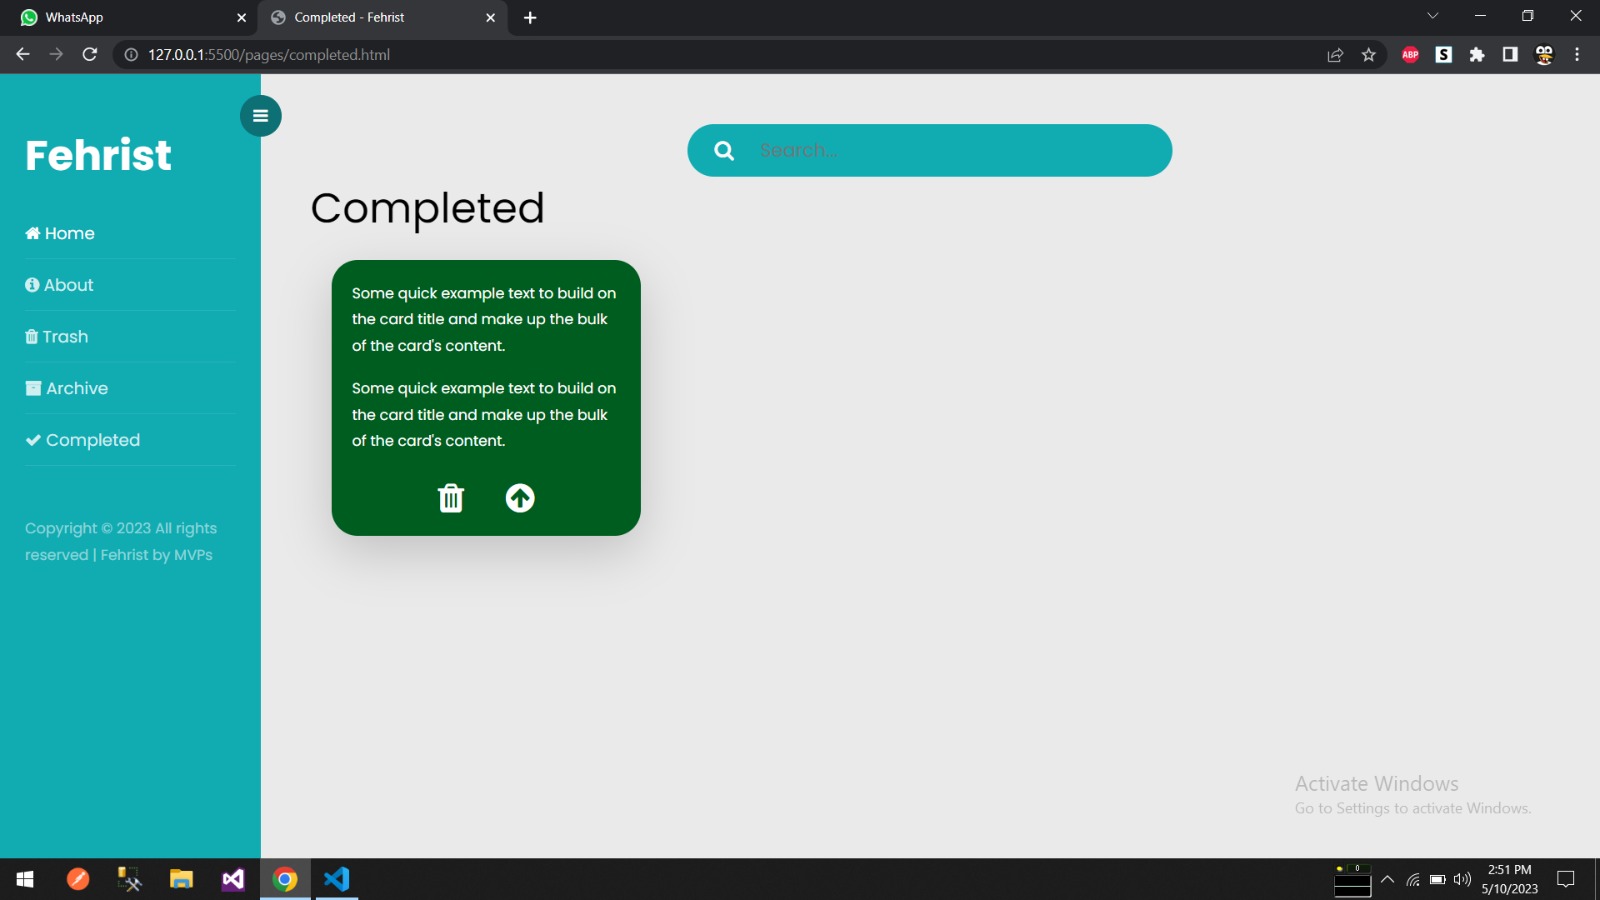 WhatsApp
Completed - Fehrist
127.0.0.1:5500/pages/completed.html
ABP
S
Fehrist
Home
About
Trash
Archive
Completed
Copyright © 2023 All rights
reserved | Fehrist by MVPs
Search...
Completed
Some quick example text to build on
the card title and make up the bulk
of the card's content.
Some quick example text to build on
the card title and make up the bulk
of the card's content.
Activate Windows
Go to Settings to activate Windows.
0
2:51 PM
5/10/2023